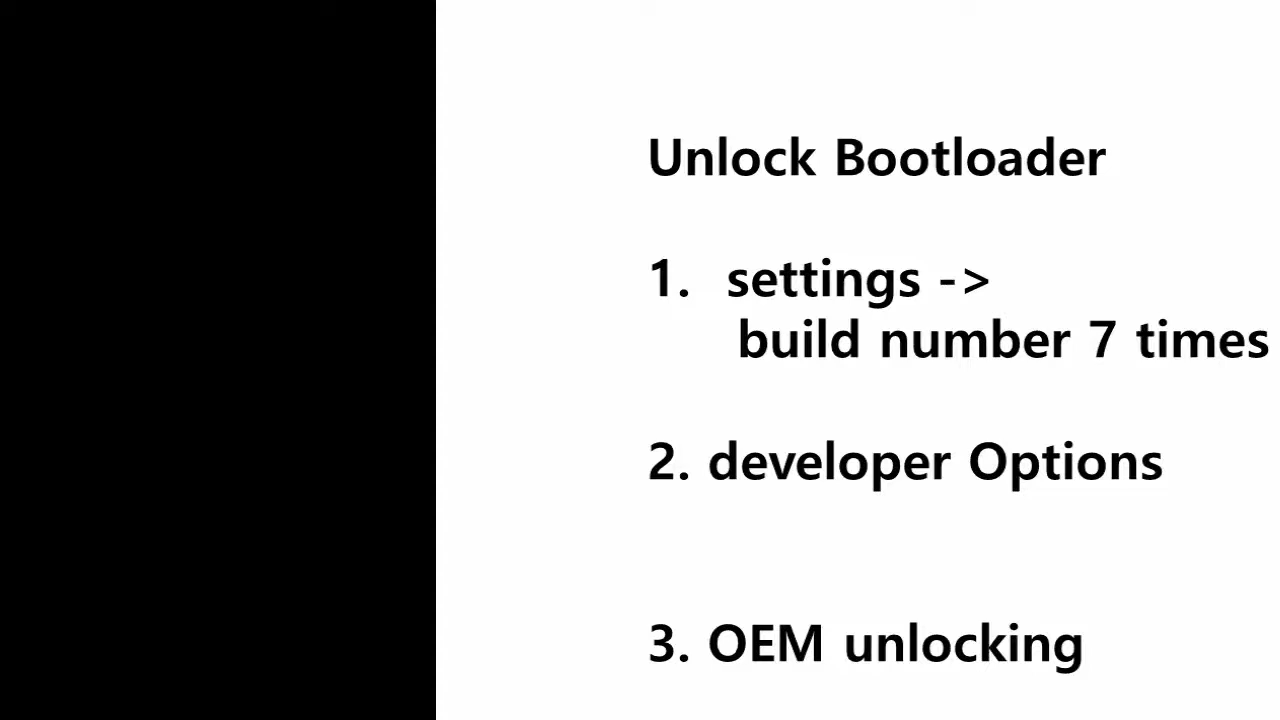 Unlock Bootloader
1. settings ->
build number 7 times
2. developer Options
3. OEM unlocking